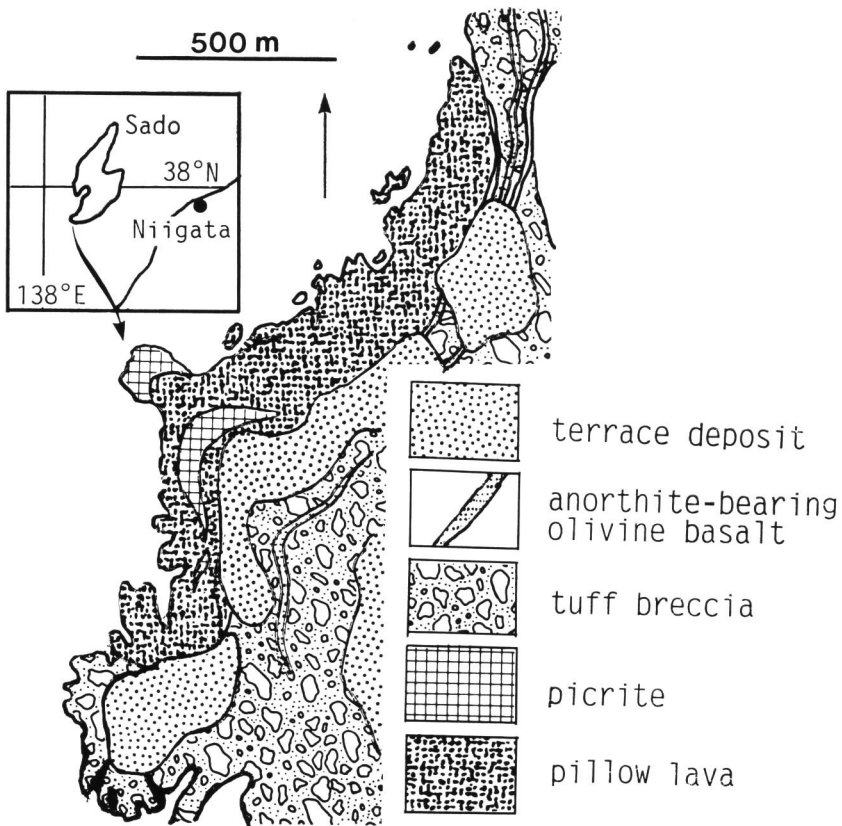 500 m
Sado
38°N
Niigata
138°E
terrace deposit
anorthite-bearing
olivine basalt
tuff breccia
picrite
pillow lava